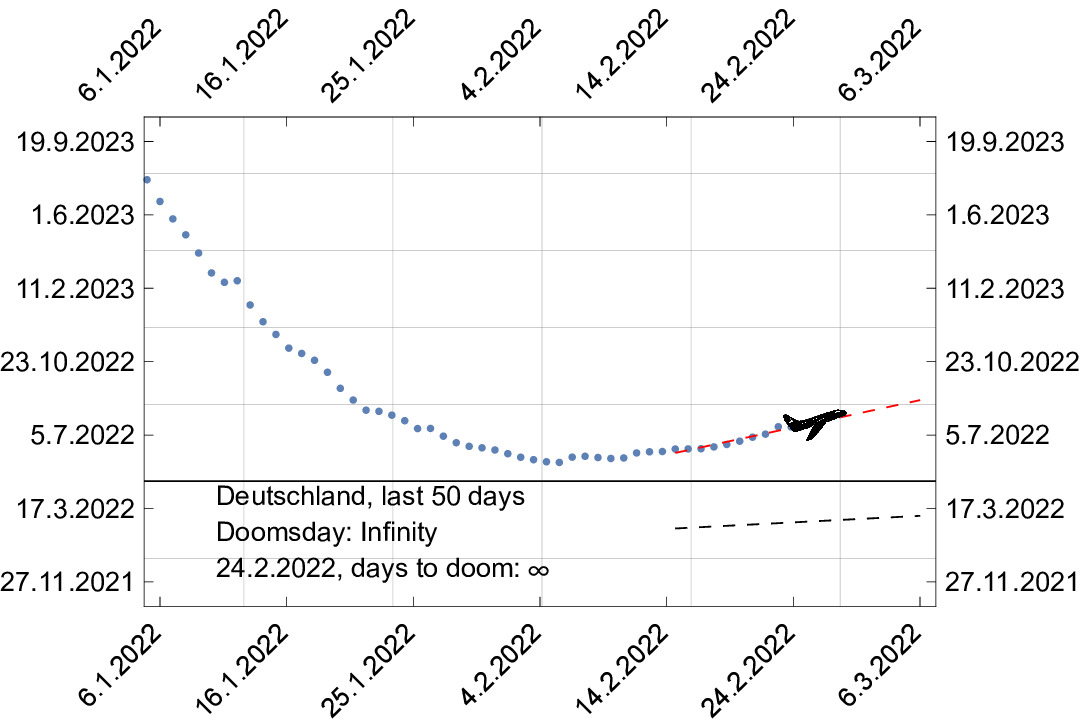 6.1.2022 16.1.2022 25.1.2022 4.2.2022 14.2.2022 24.2.2022 6.3.2022
19.9.2023 19.9.2023
1.6.2023 1.6.2023
11.2.2023 11.2.2023
23.10.2022 23.10.2022
5.7.2022 5.7.2022
Deutschland, last 50 days
17.3.2022 17.3.2022
Doomsday: Infinity
24.2.2022, days to doom: ∞
27.11.2021 27.11.2021
6.1.2022 16.1.2022 25.1.2022 4.2.2022 14.2.2022 24.2.2022 6.3.2022